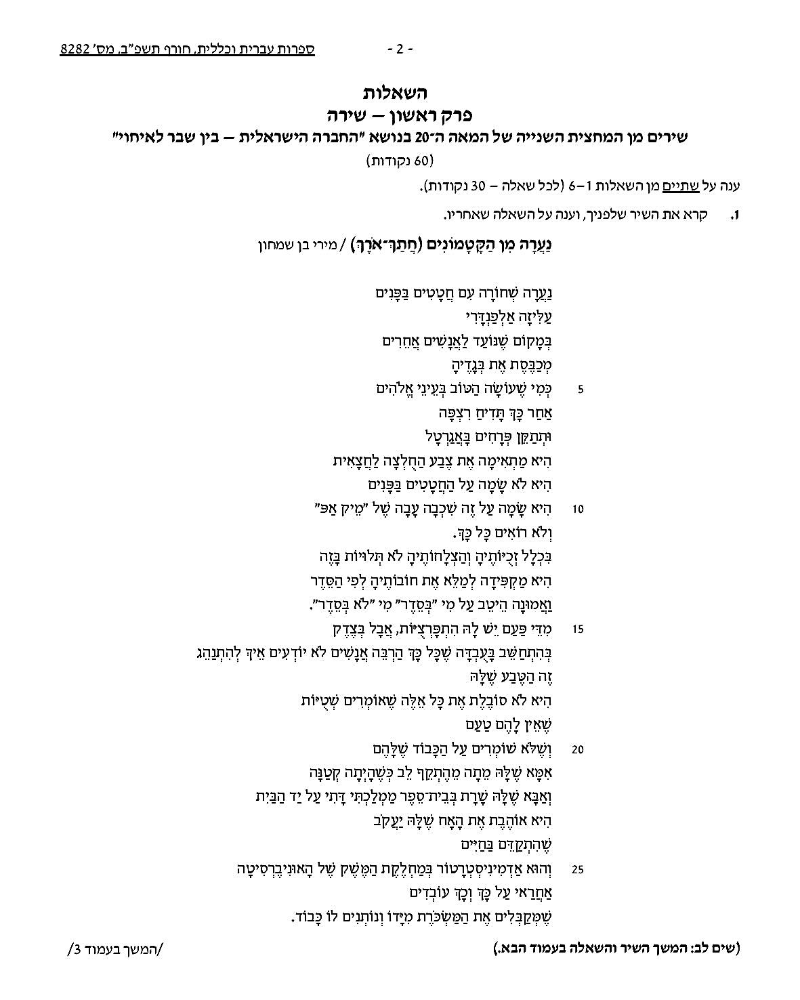 ספרות עברית וכללית, חורף תשפ"ב, מס' 8282
- 2 -
השאלות
פרק ראשון – שירה
שירים מן המחצית השנייה של המאה ה־20 בנושא "החברה הישראלית – בין שבר לאיחוי"
(60 נקודות)
ענה על שתיים מן השאלות 1–6 (לכל שאלה – 30 נקודות).
1. קרא את השיר שלפניך, וענה על השאלה שאחריו.
נַעֲרָה מִן הַקָּטָמוֹנִים (חֲתַךְ־אֹרֶךְ) / מירי בן שמחון
נַעֲרָה שְׁחוֹרָה עִם חֲטָטִים בַּפָּנִים
עַלִּיזָה אַלְפַנְדָּרִי
בְּמָקוֹם שֶׁנּוֹעַד לַאֲנָשִׁים אֲחֵרִים
מְכַבֶּסֶת אֶת בְּגָדֶיהָ
5 כְּמִי שֶׁעוֹשָׂה הַטּוֹב בְּעֵינֵי אֱלֹהִים
אַחַר כָּךְ תָּדִיחַ רִצְפָּה
וּתְתַקֵּן פְּרָחִים בָּאֲגַרְטָל
הִיא מַתְאִימָה אֶת צֶבַע הַחֻלְצָה לַחֲצָאִית
הִיא לֹא שָׂמָה עַל הַחֲטָטִים בַּפָּנִים
10 הִיא שָׂמָה עַל זֶה שִׁכְבָה עָבָה שֶׁל "מֵיק אַפּ"
וְלֹא רוֹאִים כָּל כָּךְ.
בִּכְלָל זְכֻיּוֹתֶיהָ וְהַצְלָחוֹתֶיהָ לֹא תְּלוּיוֹת בָּזֶה
הִיא מַקְפִּידָה לְמַלֵּא אֶת חוֹבוֹתֶיהָ לְפִי הַסֵּדֶר
וַאֲמוּנָה הֵיטֵב עַל מִי "בְּסֵדֶר" מִי "לֹא בְּסֵדֶר".
15 מִדֵּי פַּעַם יֵשׁ לָהּ הִתְפָּרְצֻיּוֹת, אֲבָל בְּצֶדֶק
בְּהִתְחַשֵּׁב בָּעֻבְדָּה שֶׁכָּל כָּךְ הַרְבֵּה אֲנָשִׁים לֹא יוֹדְעִים אֵיךְ לְהִתְנַהֵג
זֶה הַטֶּבַע שֶׁלָּהּ
הִיא לֹא סוֹבֶלֶת אֶת כָּל אֵלֶּה שֶׁאוֹמְרִים שְׁטֻיּוֹת
שֶׁאֵין לָהֶם טַעַם
20 וְשֶׁלֹּא שׁוֹמְרִים עַל הַכָּבוֹד שֶׁלָּהֶם
אִמָּא שֶׁלָּהּ מֵתָה מֵהֶתְקֵף לֵב כְּשֶׁהָיְתָה קְטַנָּה
וְאַבָּא שֶׁלָּהּ שָׁרָת בְּבֵית־סֵפֶר מַמְלַכְתִּי דָּתִי עַל יַד הַבַּיִת
הִיא אוֹהֶבֶת אֶת הָאָח שֶׁלָּהּ יַעֲקֹב
שֶׁהִתְקַדֵּם בַּחַיִּים
25 וְהוּא אַדְמִינִיסְטְרָטוֹר בְּמַחְלֶקֶת הַמֶּשֶׁק שֶׁל הָאוּנִיבֶרְסִיטָה
אַחֲרַאי עַל כָּךְ וְכָךְ עוֹבְדִים
שֶׁמְּקַבְּלִים אֶת הַמַּשְׂכֹּרֶת מִיָּדוֹ וְנוֹתְנִים לוֹ כָּבוֹד.
(שים לב: המשך השיר והשאלה בעמוד הבא.)
/המשך בעמוד 3/